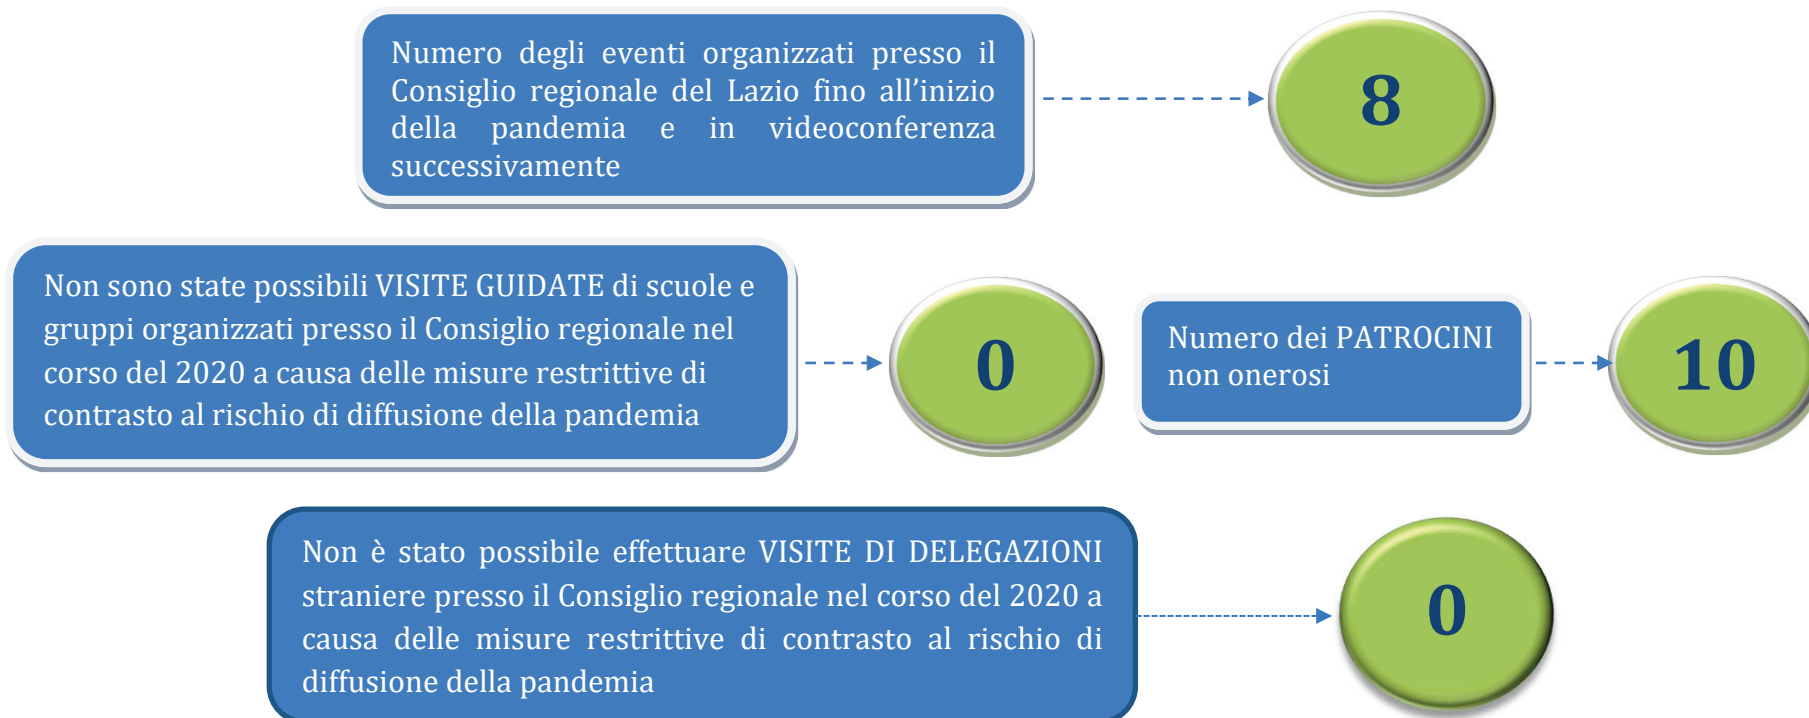 Numero degli eventi organizzati presso il
Consiglio regionale del Lazio fino all’inizio
della pandemia e in videoconferenza
successivamente
8
Non sono state possibili VISITE GUIDATE di scuole e
gruppi organizzati presso il Consiglio regionale nel
corso del 2020 a causa delle misure restrittive di
contrasto al rischio di diffusione della pandemia
0
Numero dei PATROCINI
non onerosi
10
Non è stato possibile effettuare VISITE DI DELEGAZIONI
straniere presso il Consiglio regionale nel corso del 2020 a
causa delle misure restrittive di contrasto al rischio di
diffusione della pandemia
0